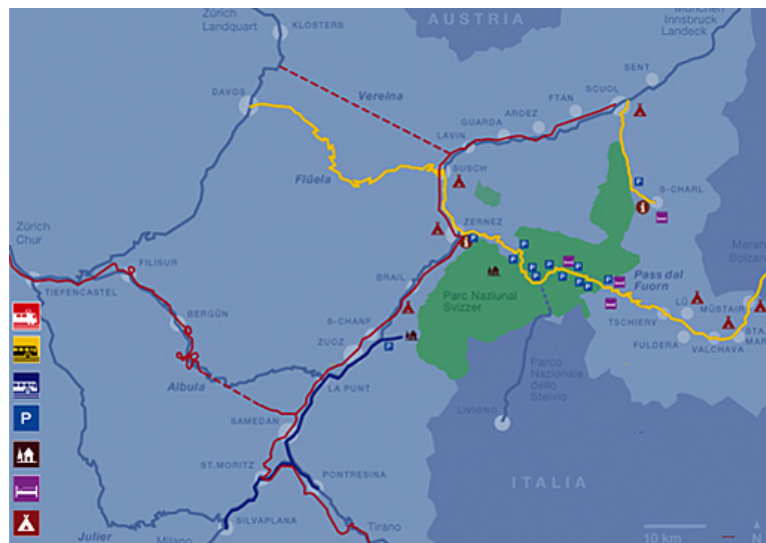 Zürich
Landquart
KLOSTERS
AUSTRIA
München
Innsbruck
Landeck
DAVOS
Vereina
SENT
SCUOL
FTAN
ARDEZ
GUARDA
LAVIN
SUSCH
Flüela
S-CHARL
P
i
ZERNEZ
Zürich
Chur
FILISUR
TIEFENCASTEL
BRAIL
Parc Naziunal
Svizzer
Pass dal
Fuorn
Meran
Bolzan
BERGÜN
S-CHANF
ZUOZ
LÜ
MÜSTAIR
TSCHIERV
STA.
MAR
FULDERA
VALCHAVA
Albula
LA PUNT
Parco
Nazionale
dello
Stelvio
LIVIGNO
SAMEDAN
ST.MORITZ
PONTRESINA
ITALIA
SILVAPLANA
Julier
Milano
Tirano
10 km
N